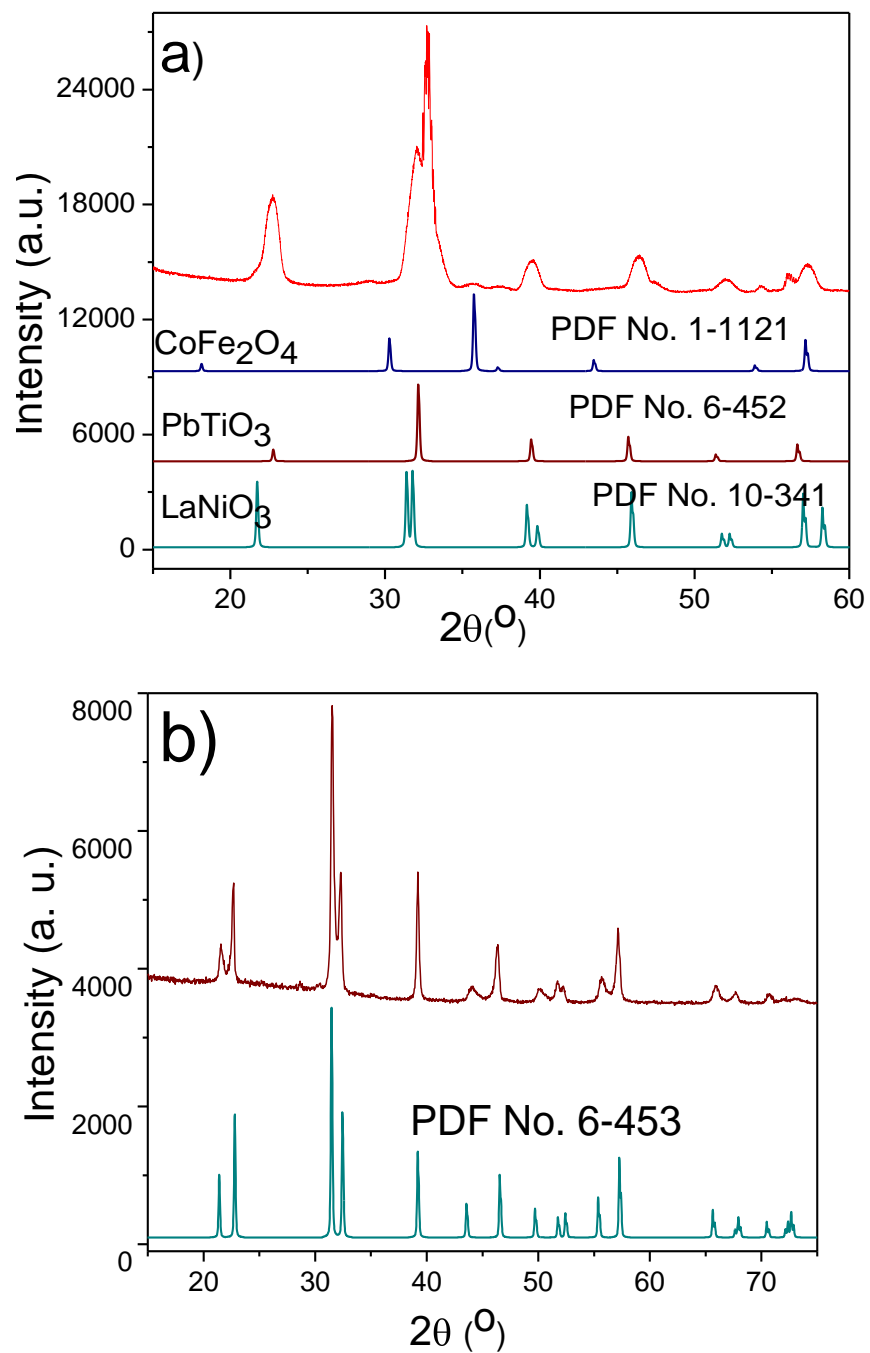 a)
24000
18000
12000
6000
0
Intensity (a.u.)
CoFe2O4
PDF No. 1-1121
PbTiO3
PDF No. 6-452
LaNiO3
PDF No. 10-341
20 30 40 50 60
2θ(o)
b)
8000
6000
4000
2000
0
Intensity (a. u.)
PDF No. 6-453
20 30 40 50 60 70
2θ (o)